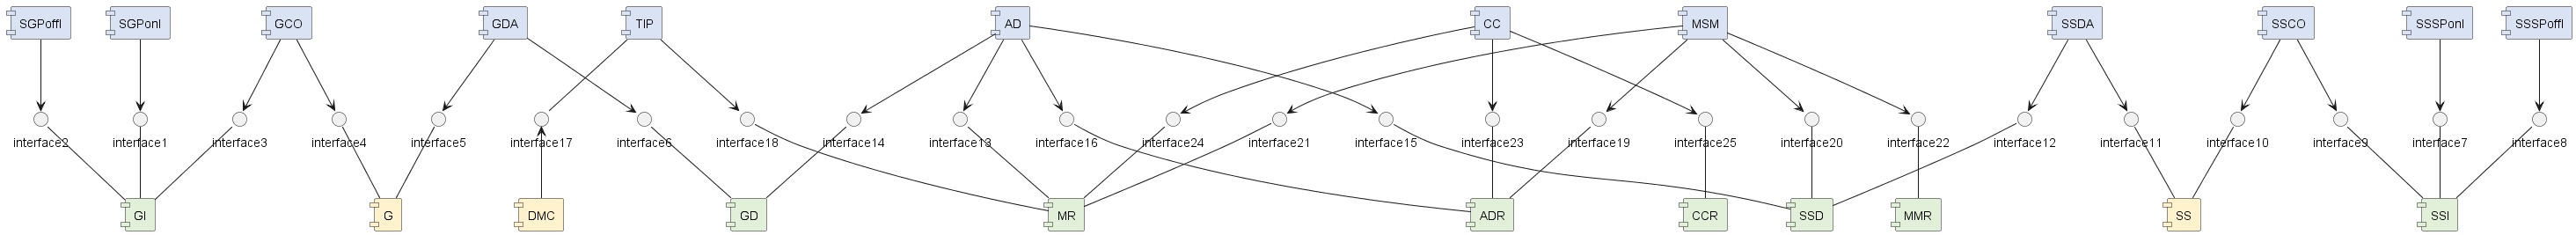 SGPoffl
SGPonl
GCO
GDA
TIP
AD
CC
MSM
SSDA
SSCO
SSSPonl
SSSPoffl
interface2
interface1
interface3
interface4
interface5
interface17
interface6
interface18
interface14
interface13
interface16
interface24
interface21
interface15
interface23
interface19
interface25
interface20
interface22
interface12
interface11
interface10
interface9
interface7
interface8
GI
G
DMC
GD
MR
ADR
CCR
SSD
MMR
SS
SSI